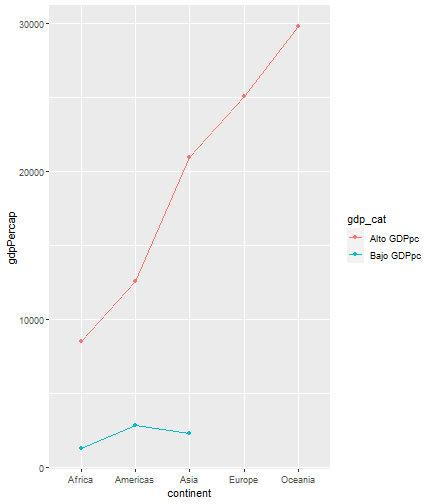 30000
20000
10000
0
gdpPercap
Africa Americas Asia Europe Oceania
continent
gdp_cat
Alto GDPpc
Bajo GDPpc